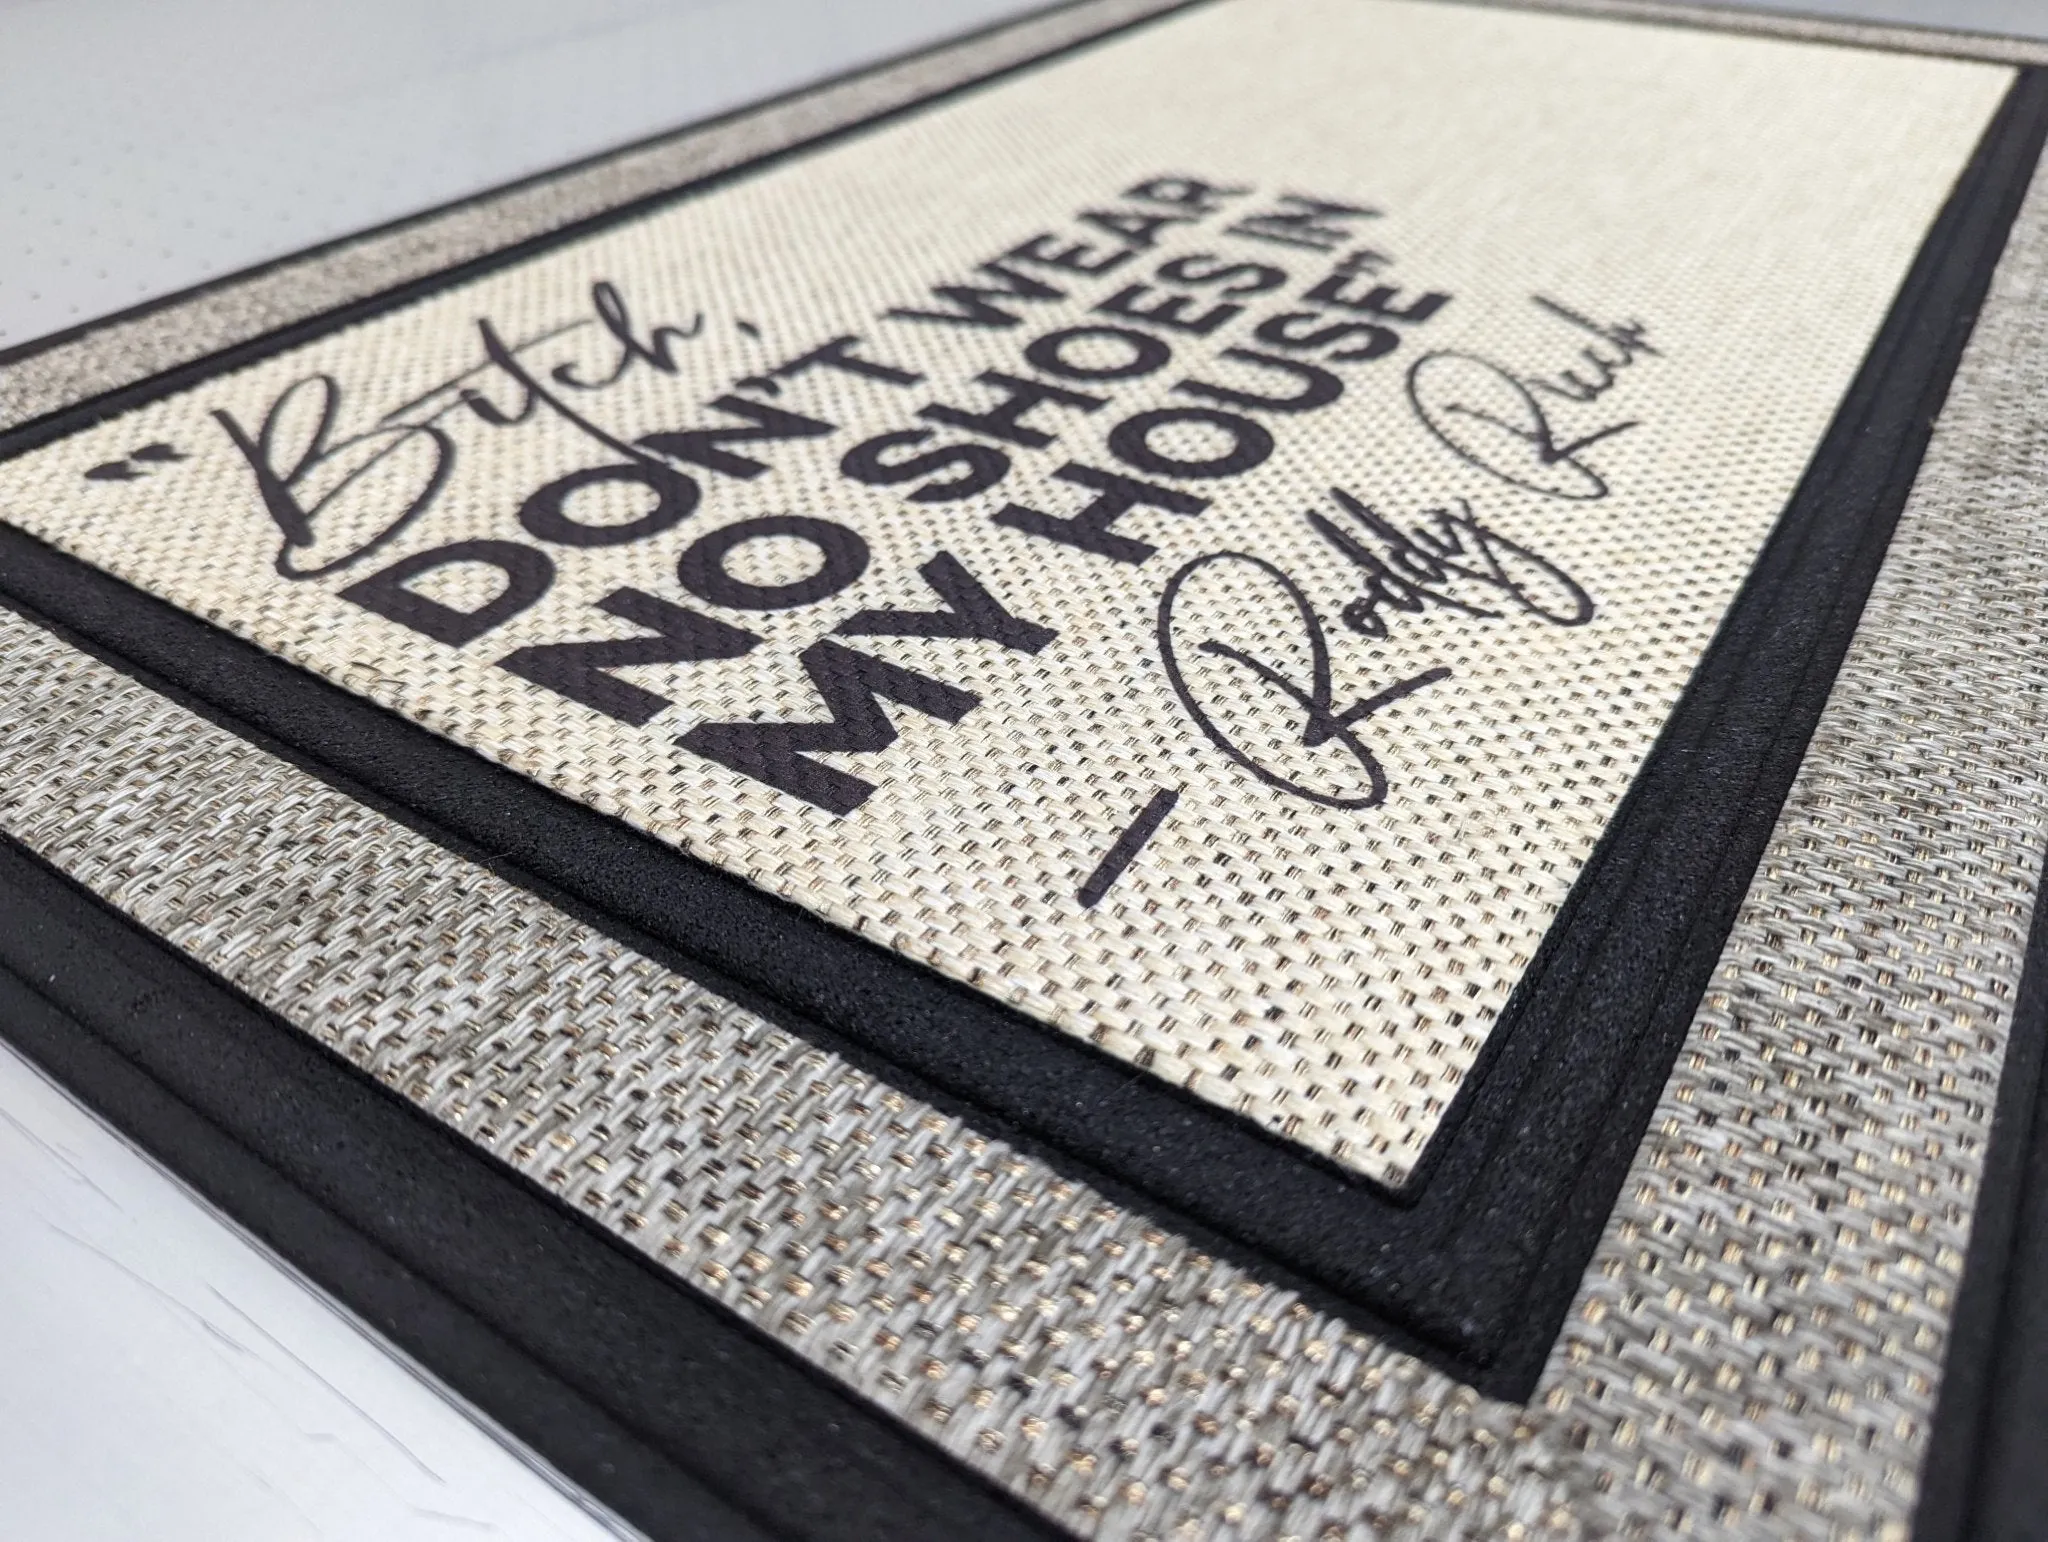 "Bitch,
DON'T WEAR
NO SHOES IN
MY HOUSE"
— Roddy Rich